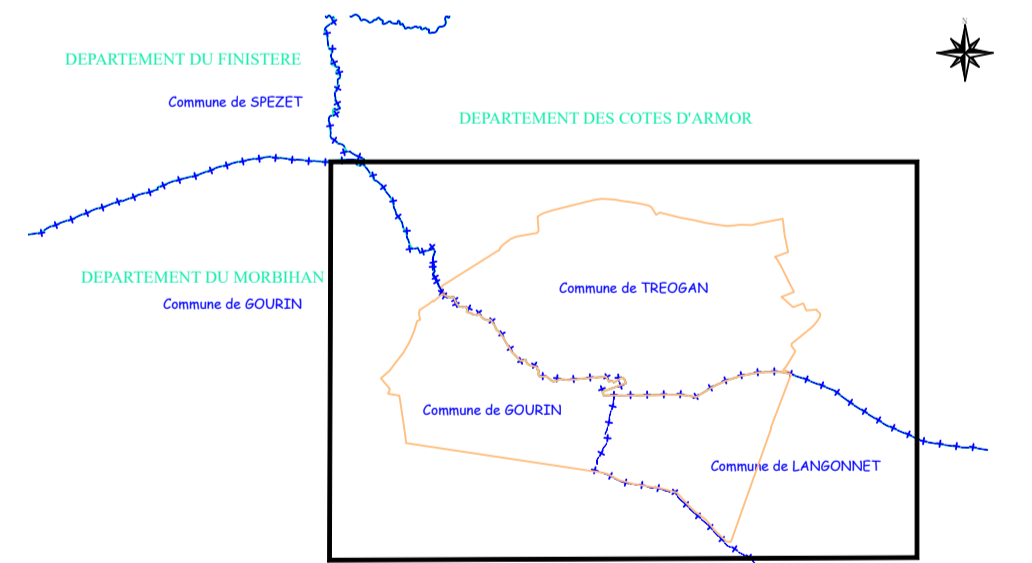 N
DEPARTEMENT DU FINISTERE
Commune de SPEZET
DEPARTEMENT DES COTES D'ARMOR
DEPARTEMENT DU MORBIHAN
Commune de TREOGAN
Commune de GOURIN
Commune de GOURIN
Commune de LANGONNET